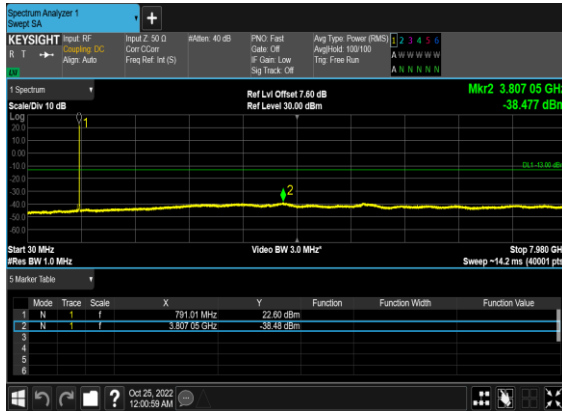 Spectrum Analyzer 1
Swept SA
+
KEYSIGHT Input: RF Input Z: 50 Ω #Atten: 40 dB PNO: Fast Avg Type: Power (RMS) 1 2 3 4 5 6
R T Coupling: DC Corr CCorr Gate: Off Avg|Hold: 100/100 A W W W W W
Align: Auto Freq Ref: Int (S) IF Gain: Low Trig: Free Run
LXI Sig Track: Off A N N N N N
1 Spectrum Ref Lvl Offset 7.60 dB Mkr2 3.807 05 GHz
Scale/Div 10 dB Ref Level 30.00 dBm -38.477 dBm
Log
1
20.0
10.0
0.00
-10.0
DL1 -13.00 dBm
-20.0
-30.0
2
-40.0
-50.0
-60.0
Start 30 MHz Video BW 3.0 MHz* Stop 7.980 GHz
#Res BW 1.0 MHz Sweep ~14.2 ms (40001 pts)
5 Marker Table
Mode Trace Scale X Y Function Function Width Function Value
1 N 1 f 791.01 MHz 22.60 dBm
2 N 1 f 3.807 05 GHz -38.48 dBm
3
4
5
6
? Oct 25, 2022
12:00:59 AM